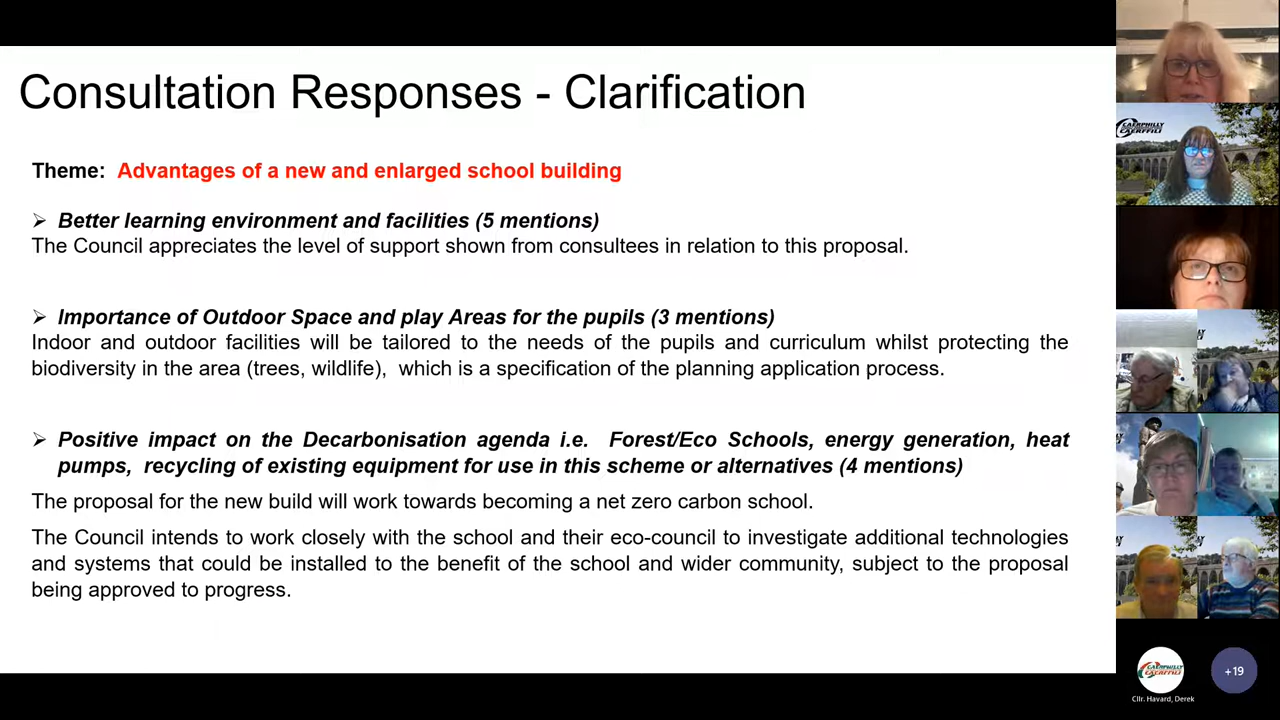 Consultation Responses - Clarification
Theme: Advantages of a new and enlarged school building
➢ Better learning environment and facilities (5 mentions)
The Council appreciates the level of support shown from consultees in relation to this proposal.
➢ Importance of Outdoor Space and play Areas for the pupils (3 mentions)
Indoor and outdoor facilities will be tailored to the needs of the pupils and curriculum whilst protecting the
biodiversity in the area (trees, wildlife), which is a specification of the planning application process.
➢ Positive impact on the Decarbonisation agenda i.e. Forest/Eco Schools, energy generation, heat
pumps, recycling of existing equipment for use in this scheme or alternatives (4 mentions)
The proposal for the new build will work towards becoming a net zero carbon school.
The Council intends to work closely with the school and their eco-council to investigate additional technologies
and systems that could be installed to the benefit of the school and wider community, subject to the proposal
being approved to progress.
CAERPHILLY
CAERFFILI
CAERPHILLY
CAERFFILI
+19
Cllr. Havard, Derek